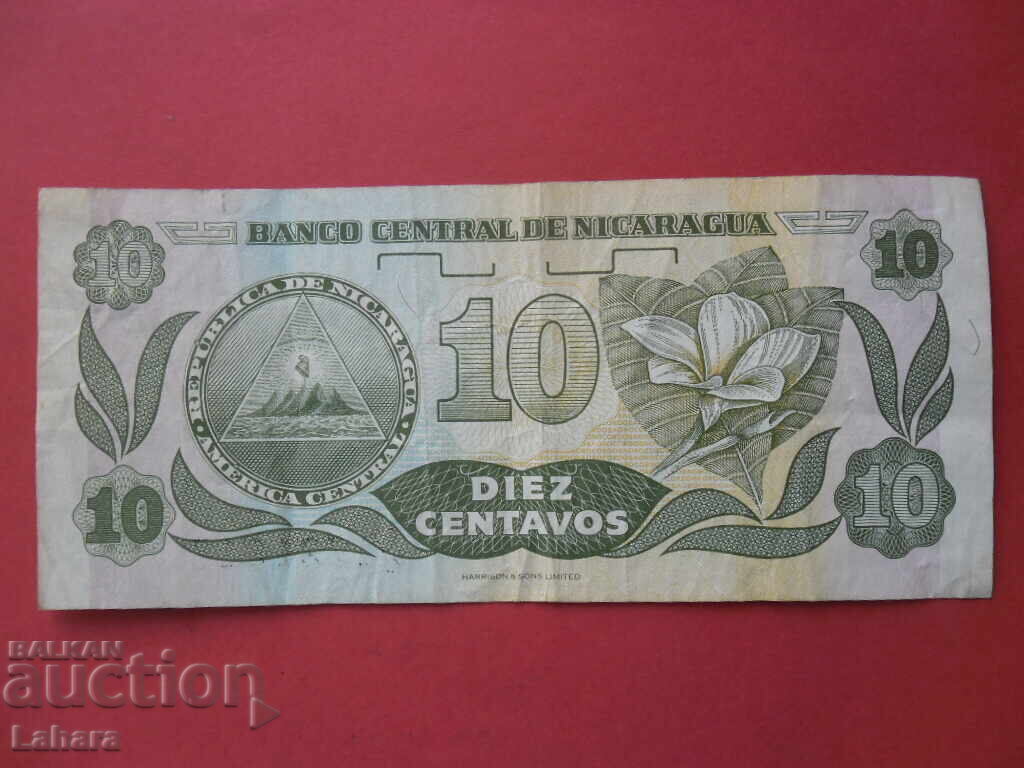 BANCO CENTRAL DE NICARAGUA
10
10
REPUBLICA DE NICARAGUA
AMERICA CENTRAL
10
DIEZ
CENTAVOS
10
10
HARRISON & SONS LIMITED
BALKAN
auction
Lahara